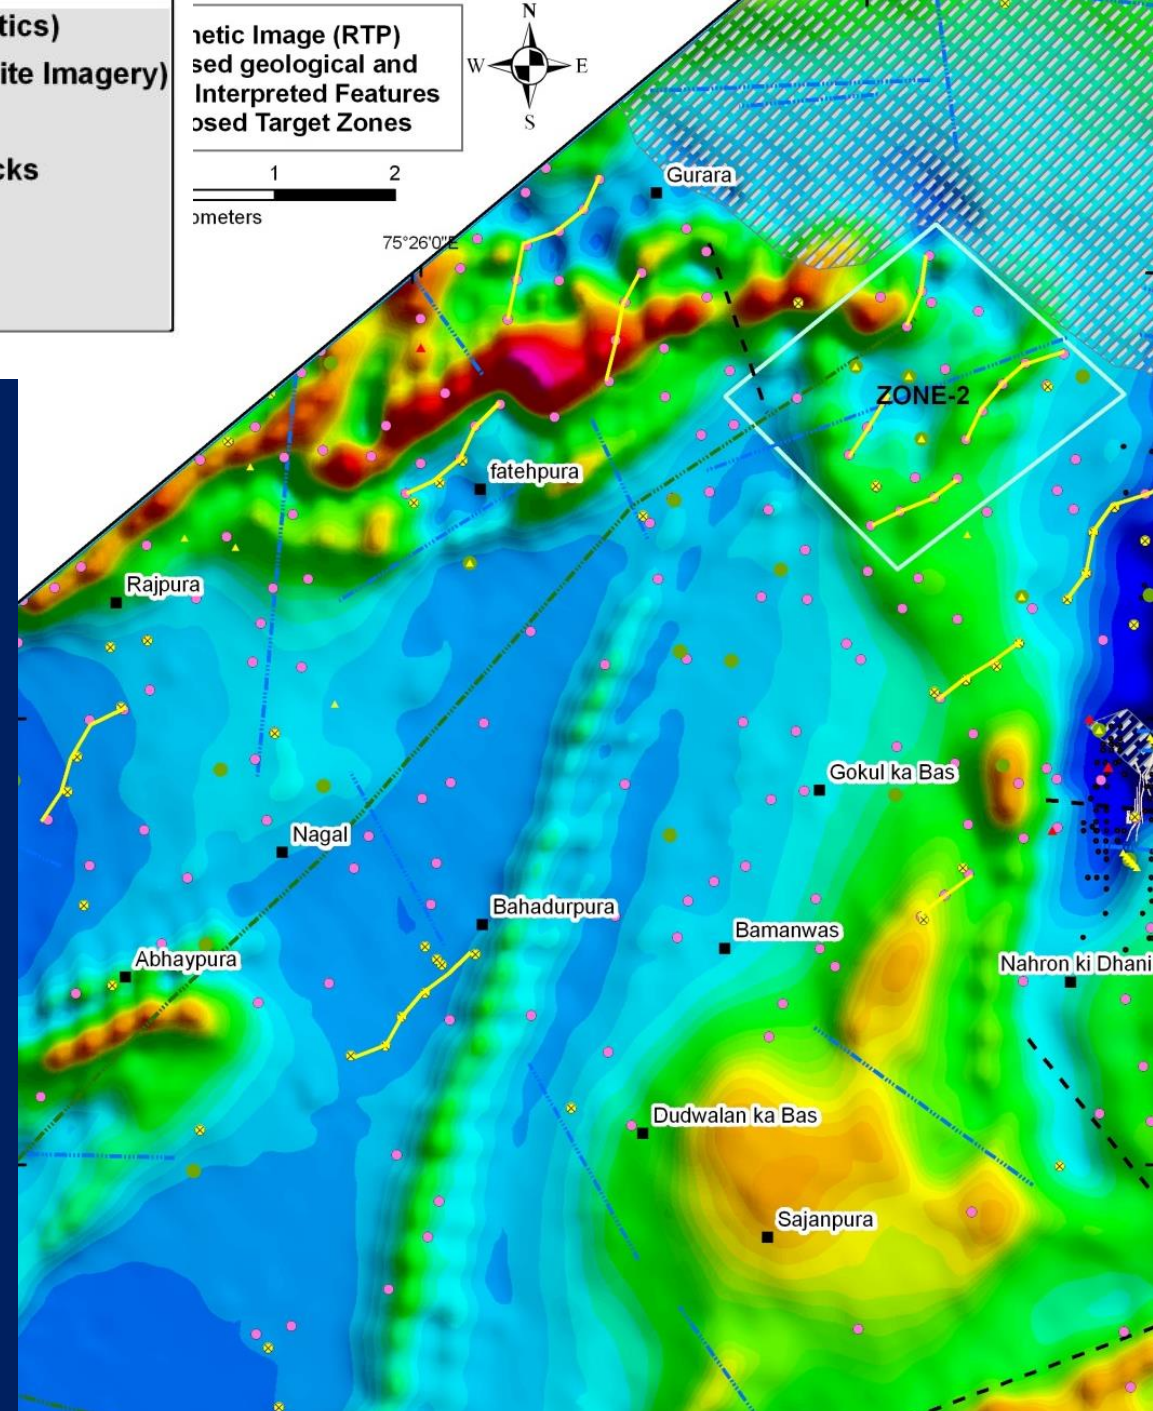 tics)
ite Imagery)
cks
netic Image (RTP)
sed geological and
Interpreted Features
osed Target Zones
N
W
E
S
1
2
ometers
75°26'0"E
Gurara
ZONE-2
fatehpura
Rajpura
Gokul ka Bas
Nagal
Bahadurpura
Bamanwas
Abhaypura
Nahron ki Dhani
Dudwalan ka Bas
Sajanpura